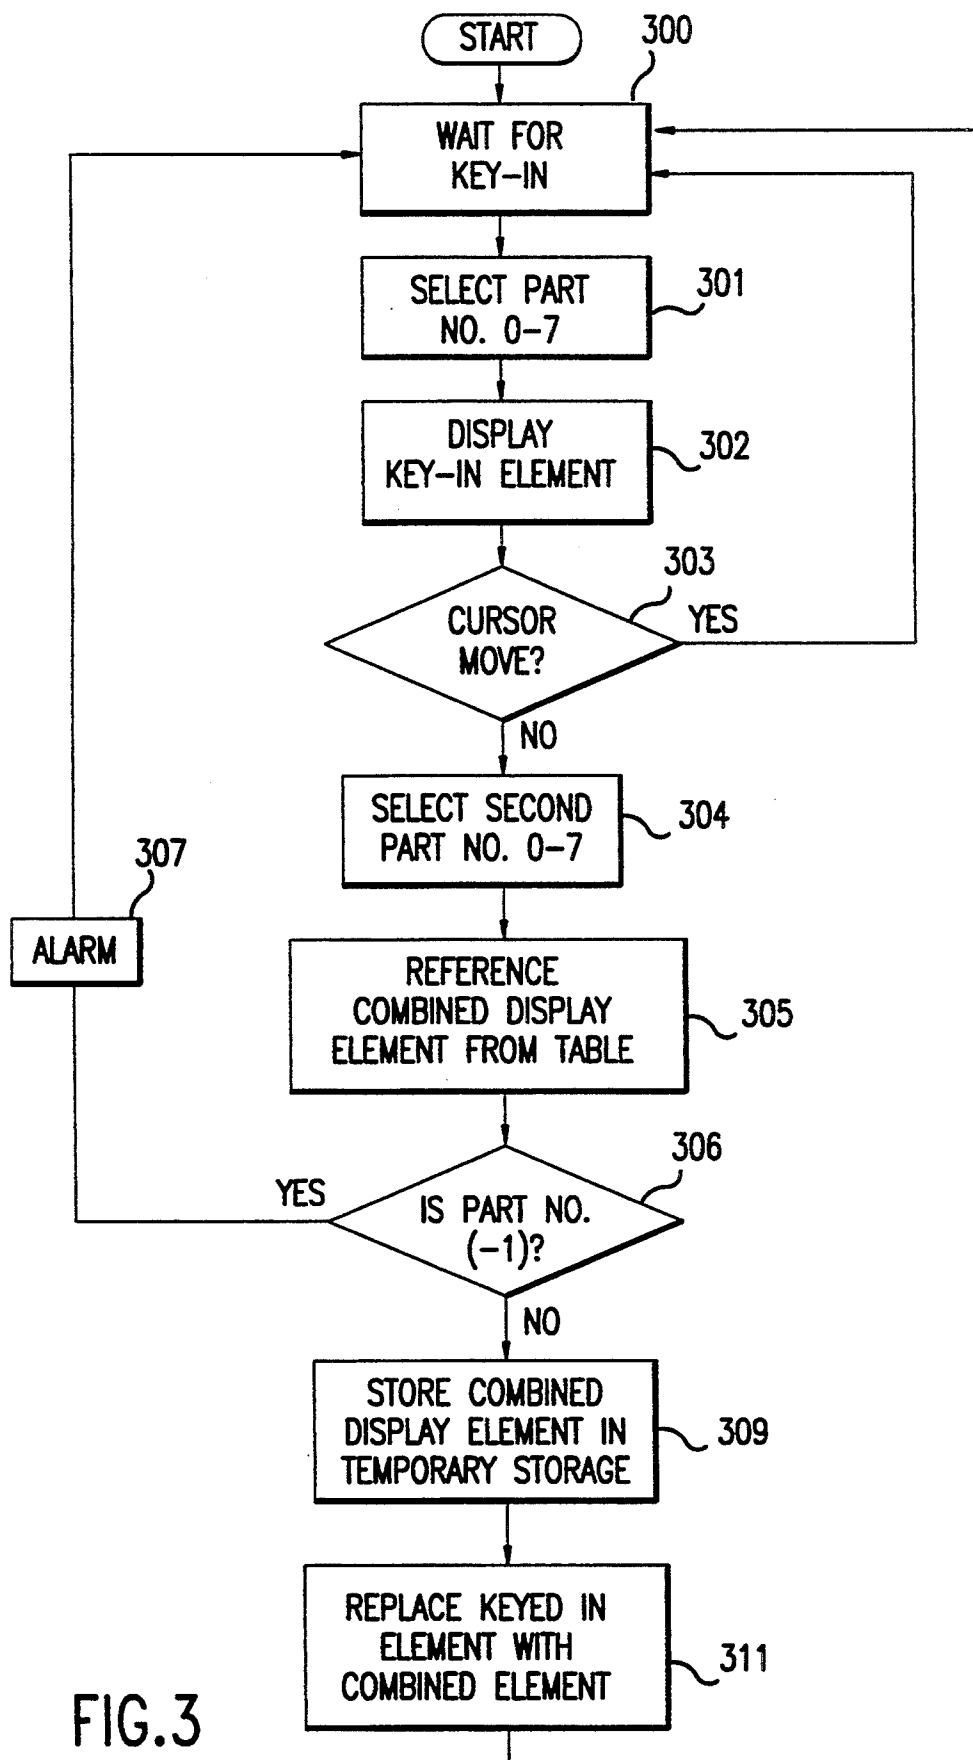 START
300
WAIT FOR
KEY-IN
SELECT PART
NO. 0-7
301
DISPLAY
KEY-IN ELEMENT
302
303
CURSOR
MOVE?
YES
NO
SELECT SECOND
PART NO. 0-7
304
307
ALARM
REFERENCE
COMBINED DISPLAY
ELEMENT FROM TABLE
305
306
YES
IS PART NO.
(-1)?
NO
STORE COMBINED
DISPLAY ELEMENT IN
TEMPORARY STORAGE
309
REPLACE KEYED IN
ELEMENT WITH
COMBINED ELEMENT
311
FIG.3